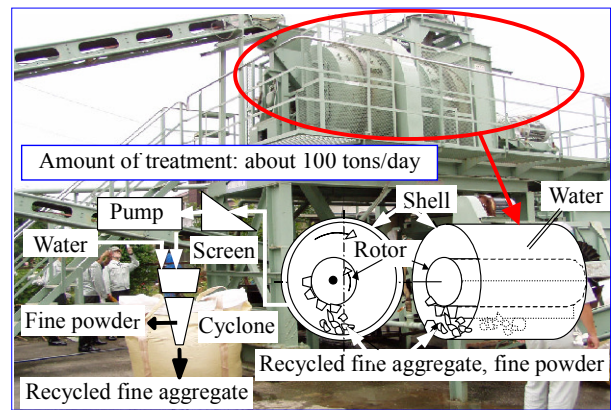 Amount of treatment: about 100 tons/day
Pump
Shell
Water
Water
Screen
Rotor
Fine powder
Cyclone
Recycled fine aggregate, fine powder
Recycled fine aggregate